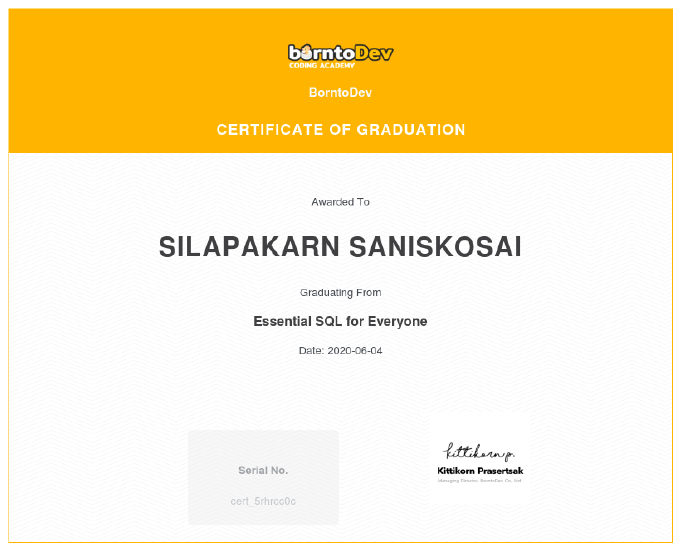 borntoDev
CODING ACADEMY
BorntoDev
CERTIFICATE OF GRADUATION
Awarded To
SILAPAKARN SANISKOSAI
Graduating From
Essential SQL for Everyone
Date: 2020-06-04
Serial No.
kittikorn p.
Kittikorn Prasertsak
Managing Director, BorntoDev Co., Ltd.